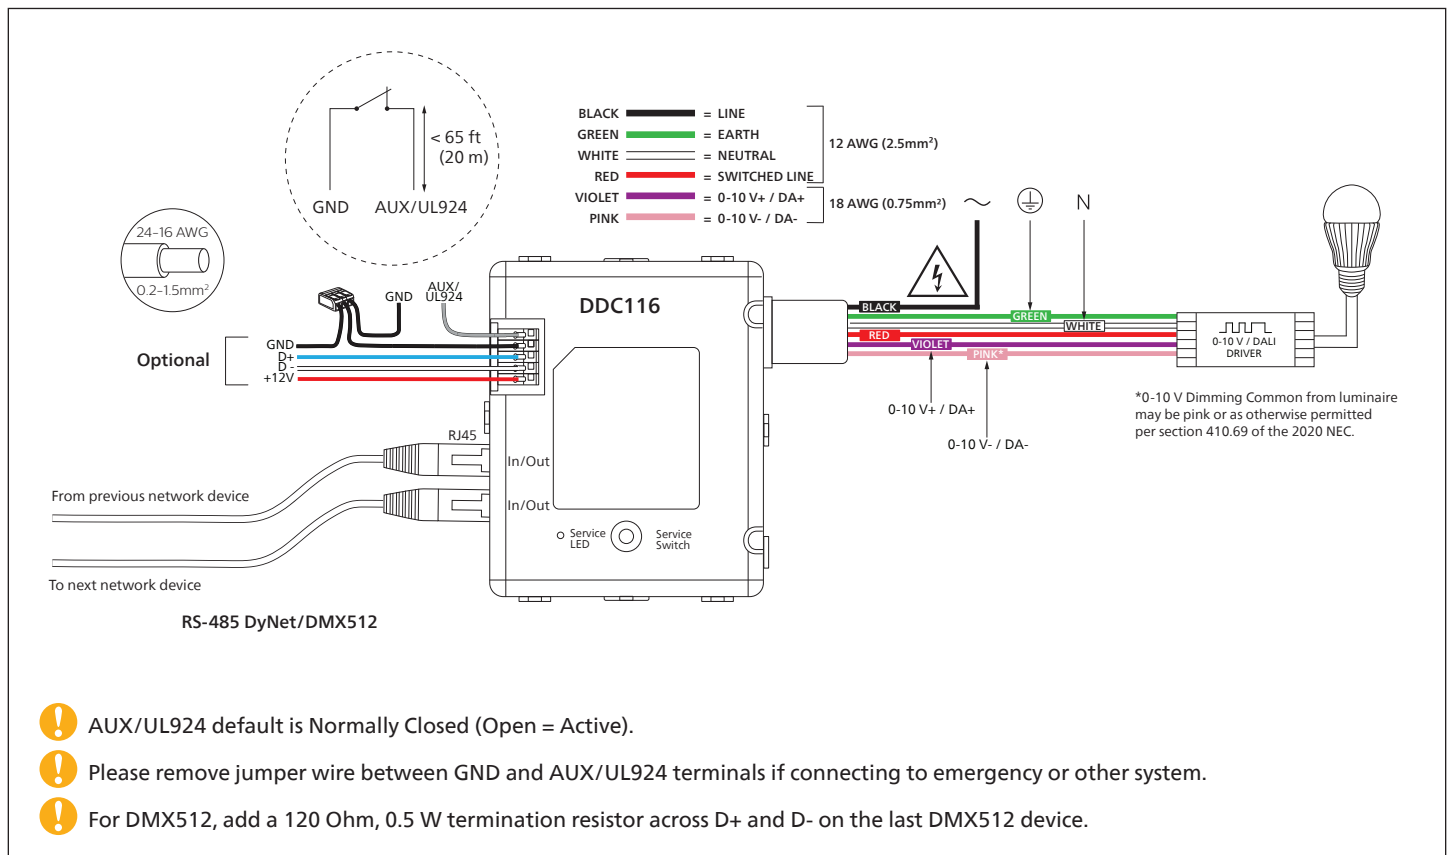 < 65 ft
(20 m)
GND AUX/UL924
24-16 AWG
0.2-1.5mm²
BLACK = LINE
GREEN = EARTH
WHITE = NEUTRAL
RED = SWITCHED LINE
12 AWG (2.5mm²)
VIOLET = 0-10 V+ / DA+
PINK = 0-10 V- / DA-
18 AWG (0.75mm²)
N
GND
AUX/
UL924
DDC116
Optional
GND
D+
D -
+12V
BLACK
GREEN
WHITE
RED
VIOLET
PINK*
0-10 V / DALI
DRIVER
0-10 V+ / DA+
0-10 V- / DA-
*0-10 V Dimming Common from luminaire
may be pink or as otherwise permitted
per section 410.69 of the 2020 NEC.
RJ45
In/Out
In/Out
From previous network device
To next network device
Service
LED
Service
Switch
RS-485 DyNet/DMX512
! AUX/UL924 default is Normally Closed (Open = Active).
! Please remove jumper wire between GND and AUX/UL924 terminals if connecting to emergency or other system.
! For DMX512, add a 120 Ohm, 0.5 W termination resistor across D+ and D- on the last DMX512 device.